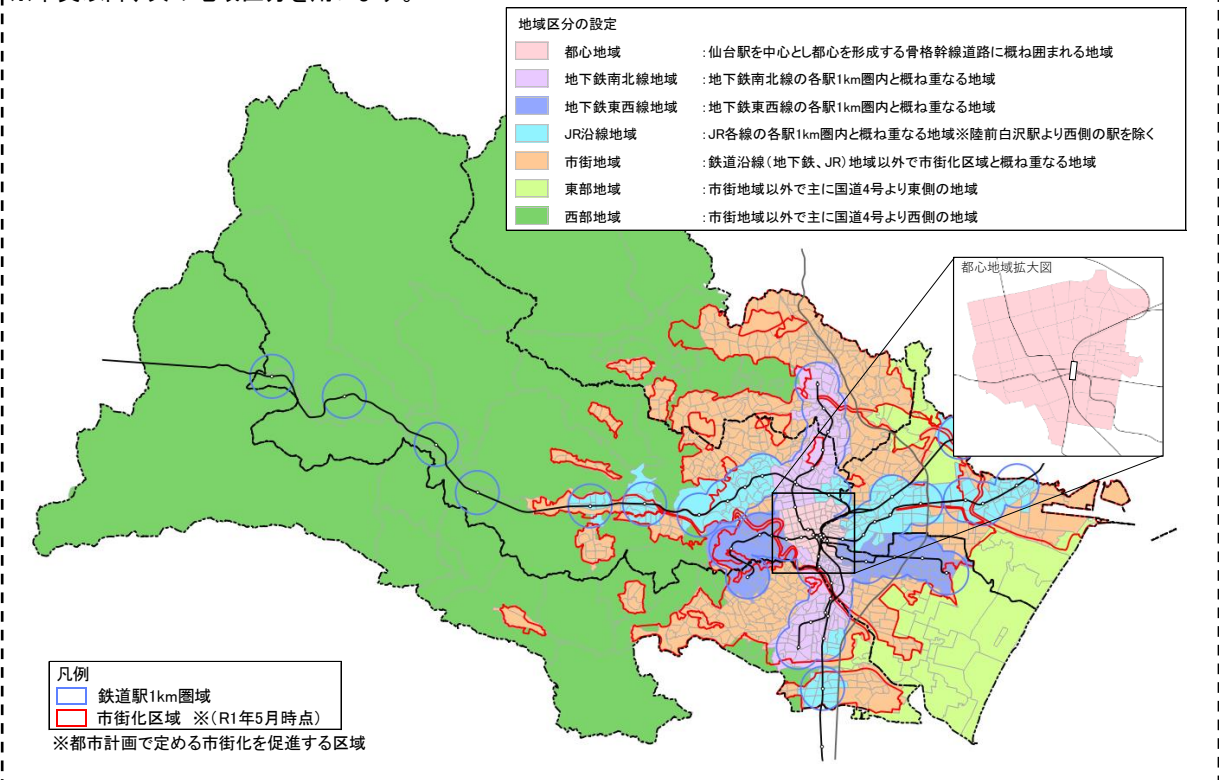 地域区分の設定
都心地域 :仙台駅を中心とし都心を形成する骨格幹線道路に概ね囲まれる地域
地下鉄南北線地域 :地下鉄南北線の各駅1km圏内と概ね重なる地域
地下鉄東西線地域 :地下鉄東西線の各駅1km圏内と概ね重なる地域
JR沿線地域 :JR各線の各駅1km圏内と概ね重なる地域※陸前白沢駅より西側の駅を除く
市街地域 :鉄道沿線(地下鉄、JR)地域以外で市街化区域と概ね重なる地域
東部地域 :市街地域以外で主に国道4号より東側の地域
西部地域 :市街地域以外で主に国道4号より西側の地域
都心地域拡大図
凡例
鉄道駅1km圏域
市街化区域 ※(R1年5月時点)
※都市計画で定める市街化を促進する区域